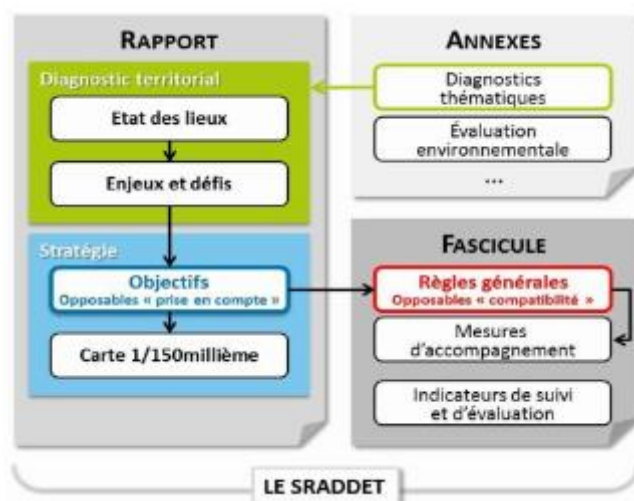 RAPPORT
Diagnostic territorial
Etat des lieux
Enjeux et défis
Stratégie
Objectifs
Opposables « prise en compte »
Carte 1/150millième
ANNEXES
Diagnostics
thématiques
Évaluation
environnementale
...
FASCICULE
Règles générales
Opposables « compatibilité »
Mesures
d'accompagnement
Indicateurs de suivi
et d'évaluation
LE SRADDET